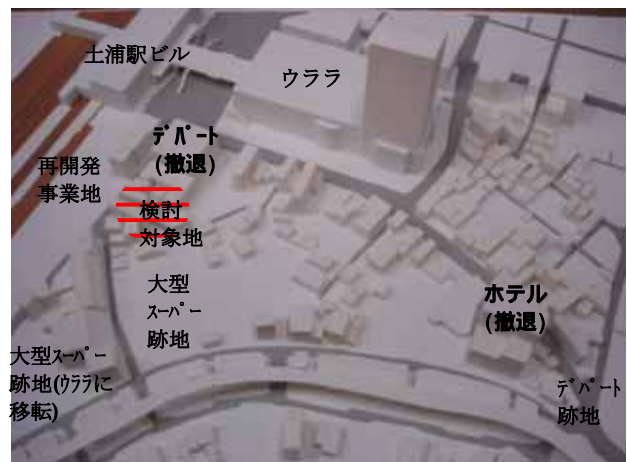 土浦駅ビル
ウララ
ﾃﾞﾊﾟｰﾄ
(撤退)
再開発
事業地
検討
対象地
大型
ｽｰﾊﾟｰ
跡地
ホテル
(撤退)
大型ｽｰﾊﾟｰ
跡地(ｳﾗﾗに
移転)
ﾃﾞﾊﾟｰﾄ
跡地